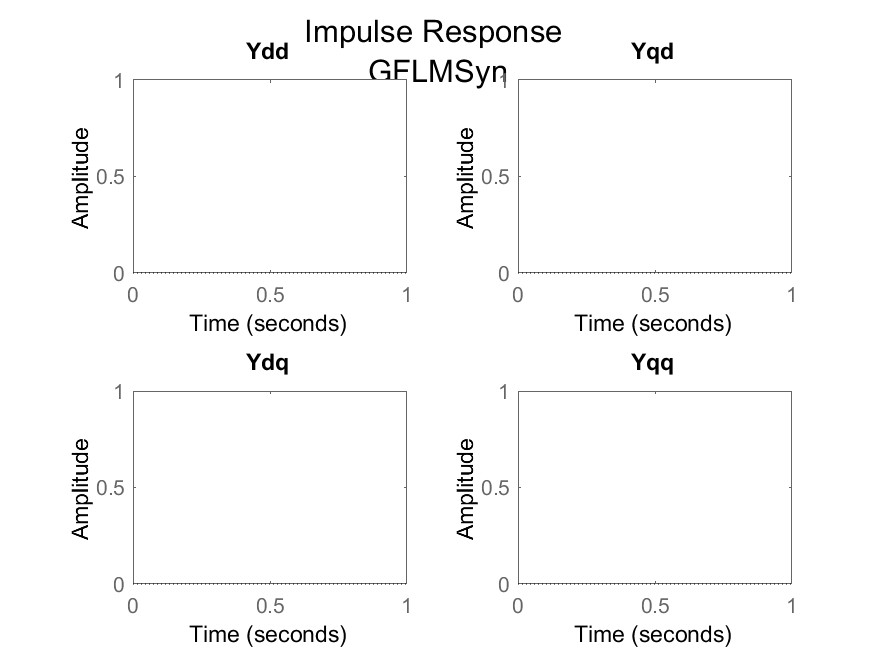 Impulse Response
GFLMSyn
Ydd
1
0.5
0
Amplitude
0 0.5 1
Time (seconds)
Yqd
1
0.5
0
Amplitude
0 0.5 1
Time (seconds)
Ydq
1
0.5
0
Amplitude
0 0.5 1
Time (seconds)
Yqq
1
0.5
0
Amplitude
0 0.5 1
Time (seconds)